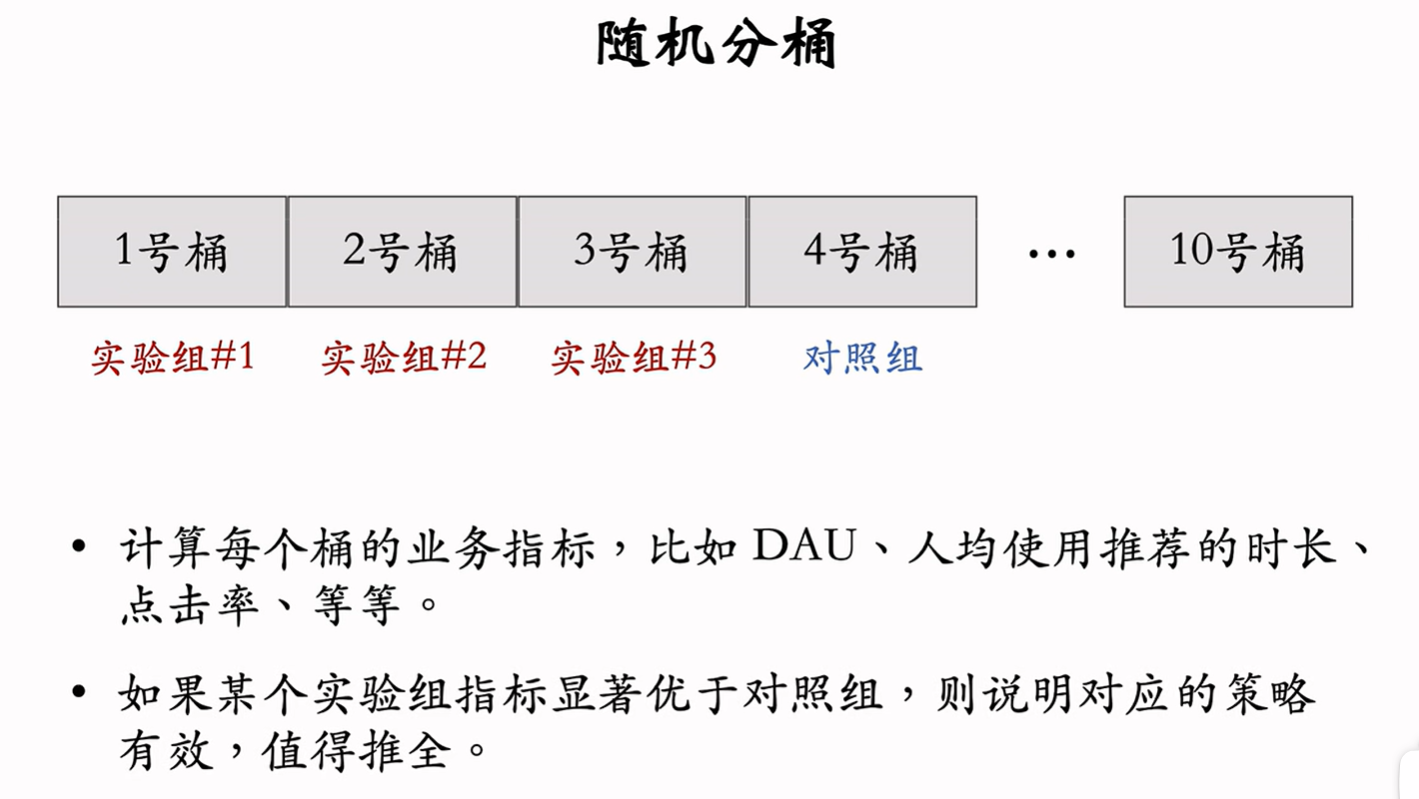 随机分桶
1号桶 2号桶 3号桶 4号桶 … 10号桶
实验组#1 实验组#2 实验组#3 对照组
• 计算每个桶的业务指标，比如 DAU、人均使用推荐的时长、
点击率、等等。
• 如果某个实验组指标显著优于对照组，则说明对应的策略
有效，值得推全。